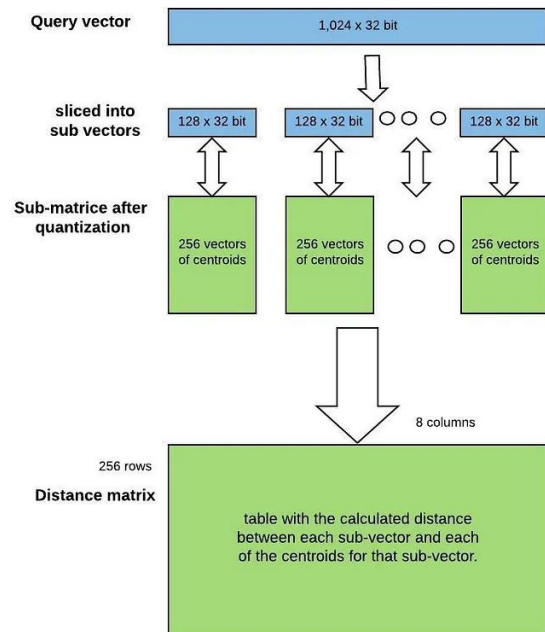 Query vector
1,024 x 32 bit
sliced into
sub vectors
128 x 32 bit
128 x 32 bit
128 x 32 bit
Sub-matrice after
quantization
256 vectors
of centroids
256 vectors
of centroids
256 vectors
of centroids
8 columns
256 rows
Distance matrix
table with the calculated distance
between each sub-vector and each
of the centroids for that sub-vector.